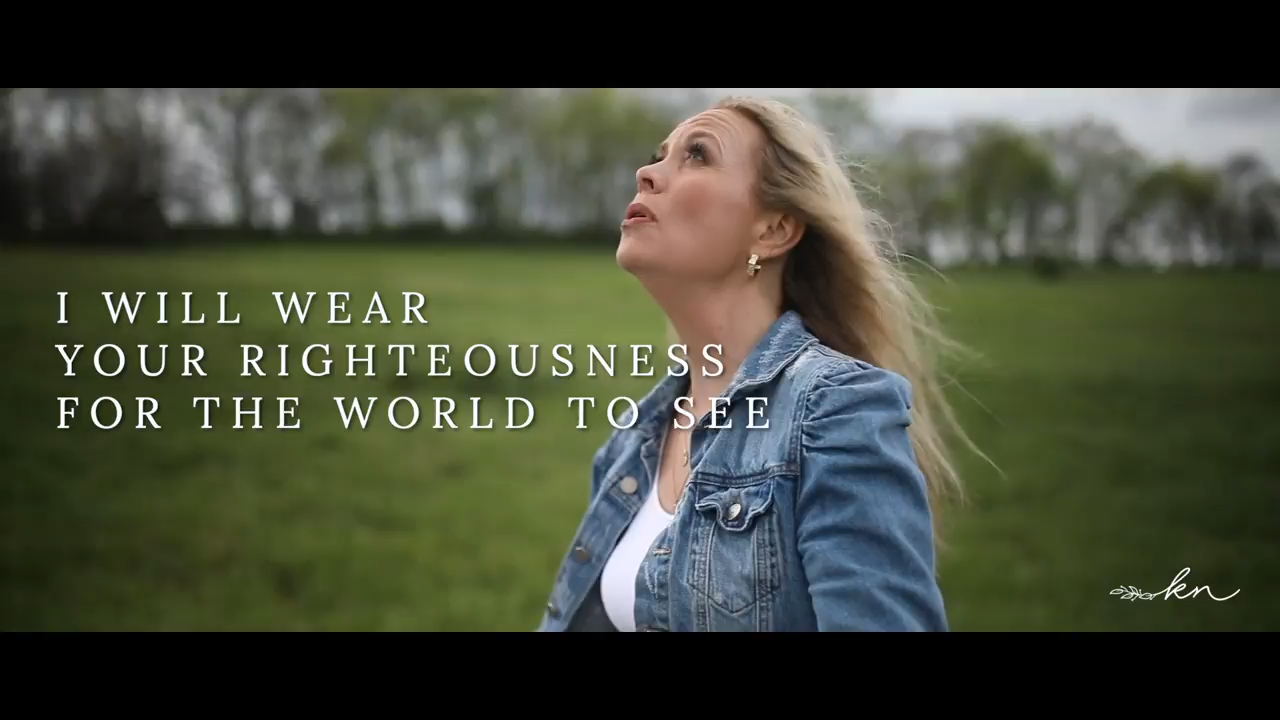 I WILL WEAR
YOUR RIGHTEOUSNESS
FOR THE WORLD TO SEE
kn